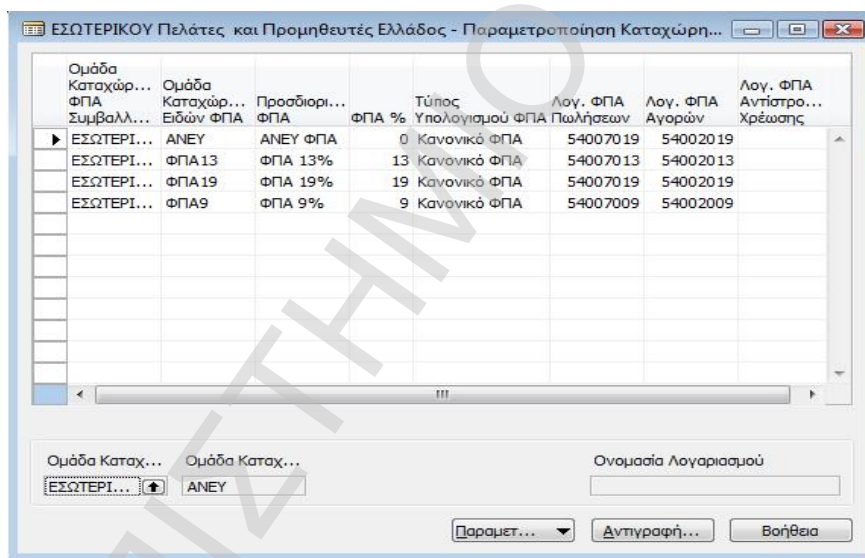 ΕΣΩΤΕΡΙΚΟΥ Πελάτες και Προμηθευτές Ελλάδος - Παραμετροποίηση Καταχώρη...
Ομάδα Καταχώρ... ΦΠΑ Συμβαλλ... Ομάδα Καταχώρ... Ειδών ΦΠΑ Προσδιορι... ΦΠΑ ΦΠΑ % Τύπος Υπολογισμού ΦΠΑ Λογ. ΦΠΑ Πωλήσεων Λογ. ΦΠΑ Αγορών Λογ. ΦΠΑ Αντίστρο... Χρέωσης
ΕΣΩΤΕΡΙ... ΑΝΕΥ ΑΝΕΥ ΦΠΑ 0 Κανονικό ΦΠΑ 54007019 54002019
ΕΣΩΤΕΡΙ... ΦΠΑ13 ΦΠΑ 13% 13 Κανονικό ΦΠΑ 54007013 54002013
ΕΣΩΤΕΡΙ... ΦΠΑ19 ΦΠΑ 19% 19 Κανονικό ΦΠΑ 54007019 54002019
ΕΣΩΤΕΡΙ... ΦΠΑ9 ΦΠΑ 9% 9 Κανονικό ΦΠΑ 54007009 54002009
Ομάδα Καταχ... Ομάδα Καταχ... Ονομασία Λογαριασμού
ΕΣΩΤΕΡΙ... ΑΝΕΥ
Παραμετ... Αντιγραφή... Βοήθεια